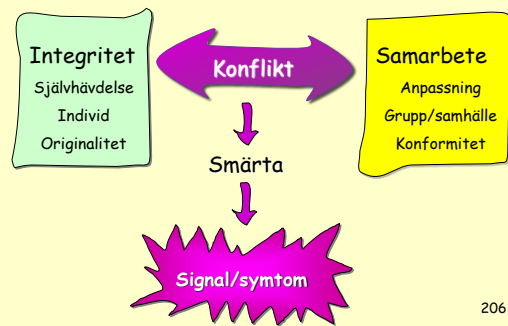 Integritet
Självhävdelse
Individ
Originalitet
Konflikt
Samarbete
Anpassning
Grupp/samhälle
Konformitet
Smärta
Signal/symtom
206